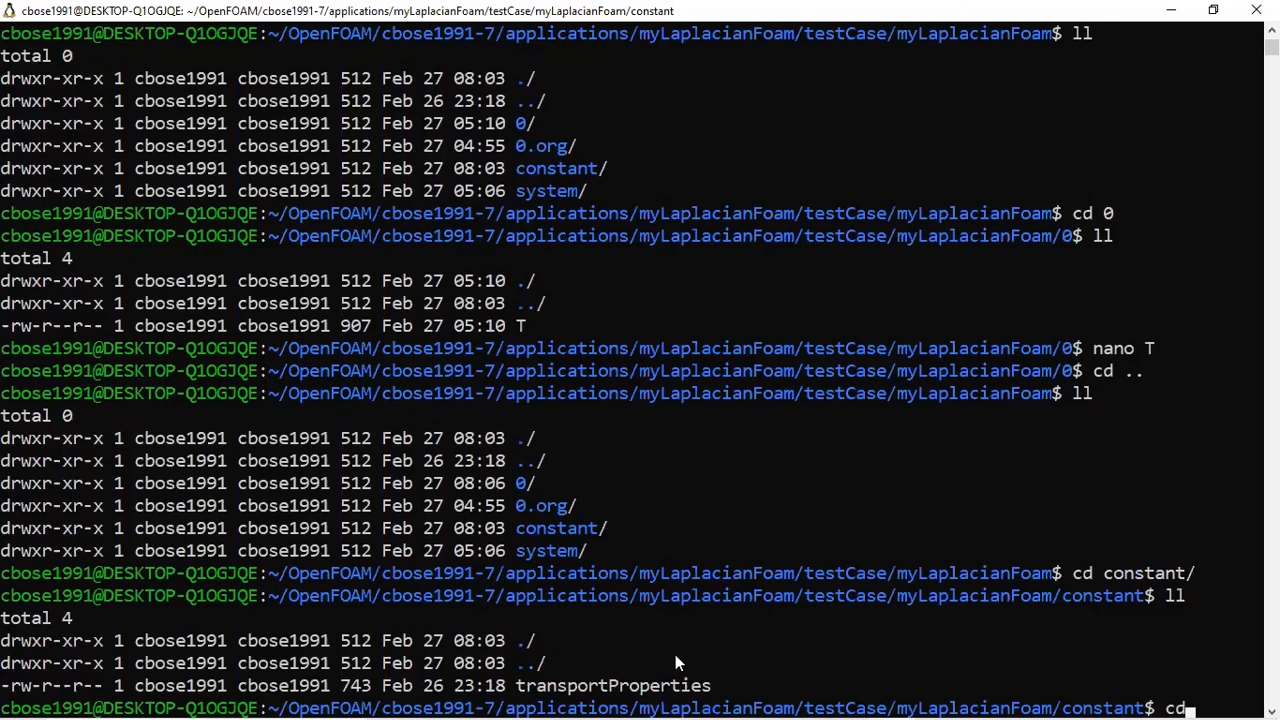 cbose1991@DESKTOP-Q1OGJQE: ~/OpenFOAM/cbose1991-7/applications/myLaplacianFoam/testCase/myLaplacianFoam/constant
cbose1991@DESKTOP-Q1OGJQE:~/OpenFOAM/cbose1991-7/applications/myLaplacianFoam/testCase/myLaplacianFoam$ ll
total 0
drwxr-xr-x 1 cbose1991 cbose1991 512 Feb 27 08:03 ./
drwxr-xr-x 1 cbose1991 cbose1991 512 Feb 26 23:18 ../
drwxr-xr-x 1 cbose1991 cbose1991 512 Feb 27 05:10 0/
drwxr-xr-x 1 cbose1991 cbose1991 512 Feb 27 04:55 0.org/
drwxr-xr-x 1 cbose1991 cbose1991 512 Feb 27 08:03 constant/
drwxr-xr-x 1 cbose1991 cbose1991 512 Feb 27 05:06 system/
cbose1991@DESKTOP-Q1OGJQE:~/OpenFOAM/cbose1991-7/applications/myLaplacianFoam/testCase/myLaplacianFoam$ cd 0
cbose1991@DESKTOP-Q1OGJQE:~/OpenFOAM/cbose1991-7/applications/myLaplacianFoam/testCase/myLaplacianFoam/0$ ll
total 4
drwxr-xr-x 1 cbose1991 cbose1991 512 Feb 27 05:10 ./
drwxr-xr-x 1 cbose1991 cbose1991 512 Feb 27 08:03 ../
-rw-r--r-- 1 cbose1991 cbose1991 907 Feb 27 05:10 T
cbose1991@DESKTOP-Q1OGJQE:~/OpenFOAM/cbose1991-7/applications/myLaplacianFoam/testCase/myLaplacianFoam/0$ nano T
cbose1991@DESKTOP-Q1OGJQE:~/OpenFOAM/cbose1991-7/applications/myLaplacianFoam/testCase/myLaplacianFoam/0$ cd ..
cbose1991@DESKTOP-Q1OGJQE:~/OpenFOAM/cbose1991-7/applications/myLaplacianFoam/testCase/myLaplacianFoam$ ll
total 0
drwxr-xr-x 1 cbose1991 cbose1991 512 Feb 27 08:03 ./
drwxr-xr-x 1 cbose1991 cbose1991 512 Feb 26 23:18 ../
drwxr-xr-x 1 cbose1991 cbose1991 512 Feb 27 08:06 0/
drwxr-xr-x 1 cbose1991 cbose1991 512 Feb 27 04:55 0.org/
drwxr-xr-x 1 cbose1991 cbose1991 512 Feb 27 08:03 constant/
drwxr-xr-x 1 cbose1991 cbose1991 512 Feb 27 05:06 system/
cbose1991@DESKTOP-Q1OGJQE:~/OpenFOAM/cbose1991-7/applications/myLaplacianFoam/testCase/myLaplacianFoam$ cd constant/
cbose1991@DESKTOP-Q1OGJQE:~/OpenFOAM/cbose1991-7/applications/myLaplacianFoam/testCase/myLaplacianFoam/constant$ ll
total 4
drwxr-xr-x 1 cbose1991 cbose1991 512 Feb 27 08:03 ./
drwxr-xr-x 1 cbose1991 cbose1991 512 Feb 27 08:03 ../
-rw-r--r-- 1 cbose1991 cbose1991 743 Feb 26 23:18 transportProperties
cbose1991@DESKTOP-Q1OGJQE:~/OpenFOAM/cbose1991-7/applications/myLaplacianFoam/testCase/myLaplacianFoam/constant$ cd